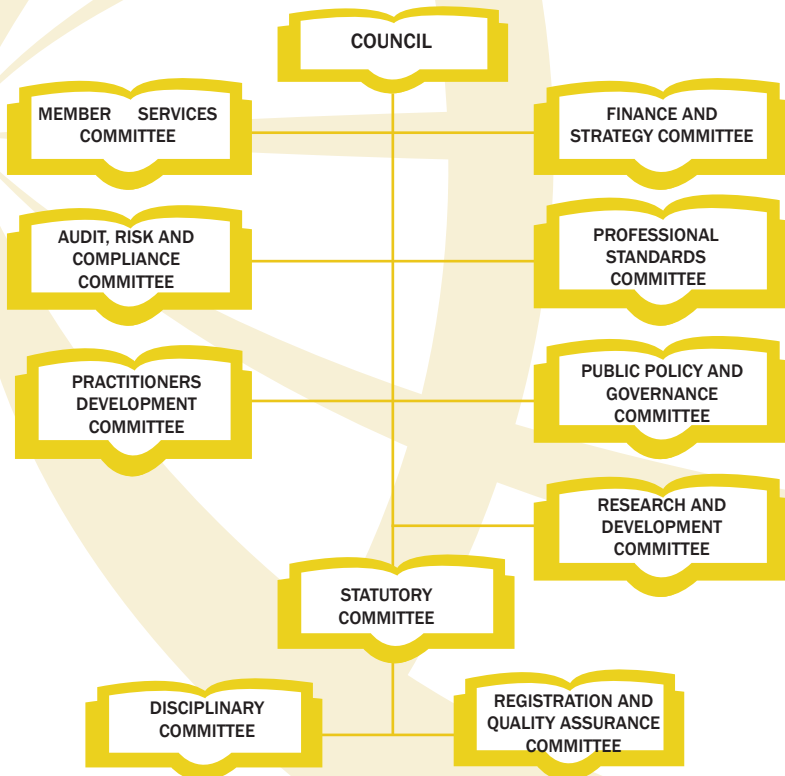 COUNCIL
MEMBER SERVICES
COMMITTEE
FINANCE AND
STRATEGY COMMITTEE
AUDIT, RISK AND
COMPLIANCE
COMMITTEE
PROFESSIONAL
STANDARDS
COMMITTEE
PRACTITIONERS
DEVELOPMENT
COMMITTEE
PUBLIC POLICY AND
GOVERNANCE
COMMITTEE
RESEARCH AND
DEVELOPMENT
COMMITTEE
STATUTORY
COMMITTEE
DISCIPLINARY
COMMITTEE
REGISTRATION AND
QUALITY ASSURANCE
COMMITTEE